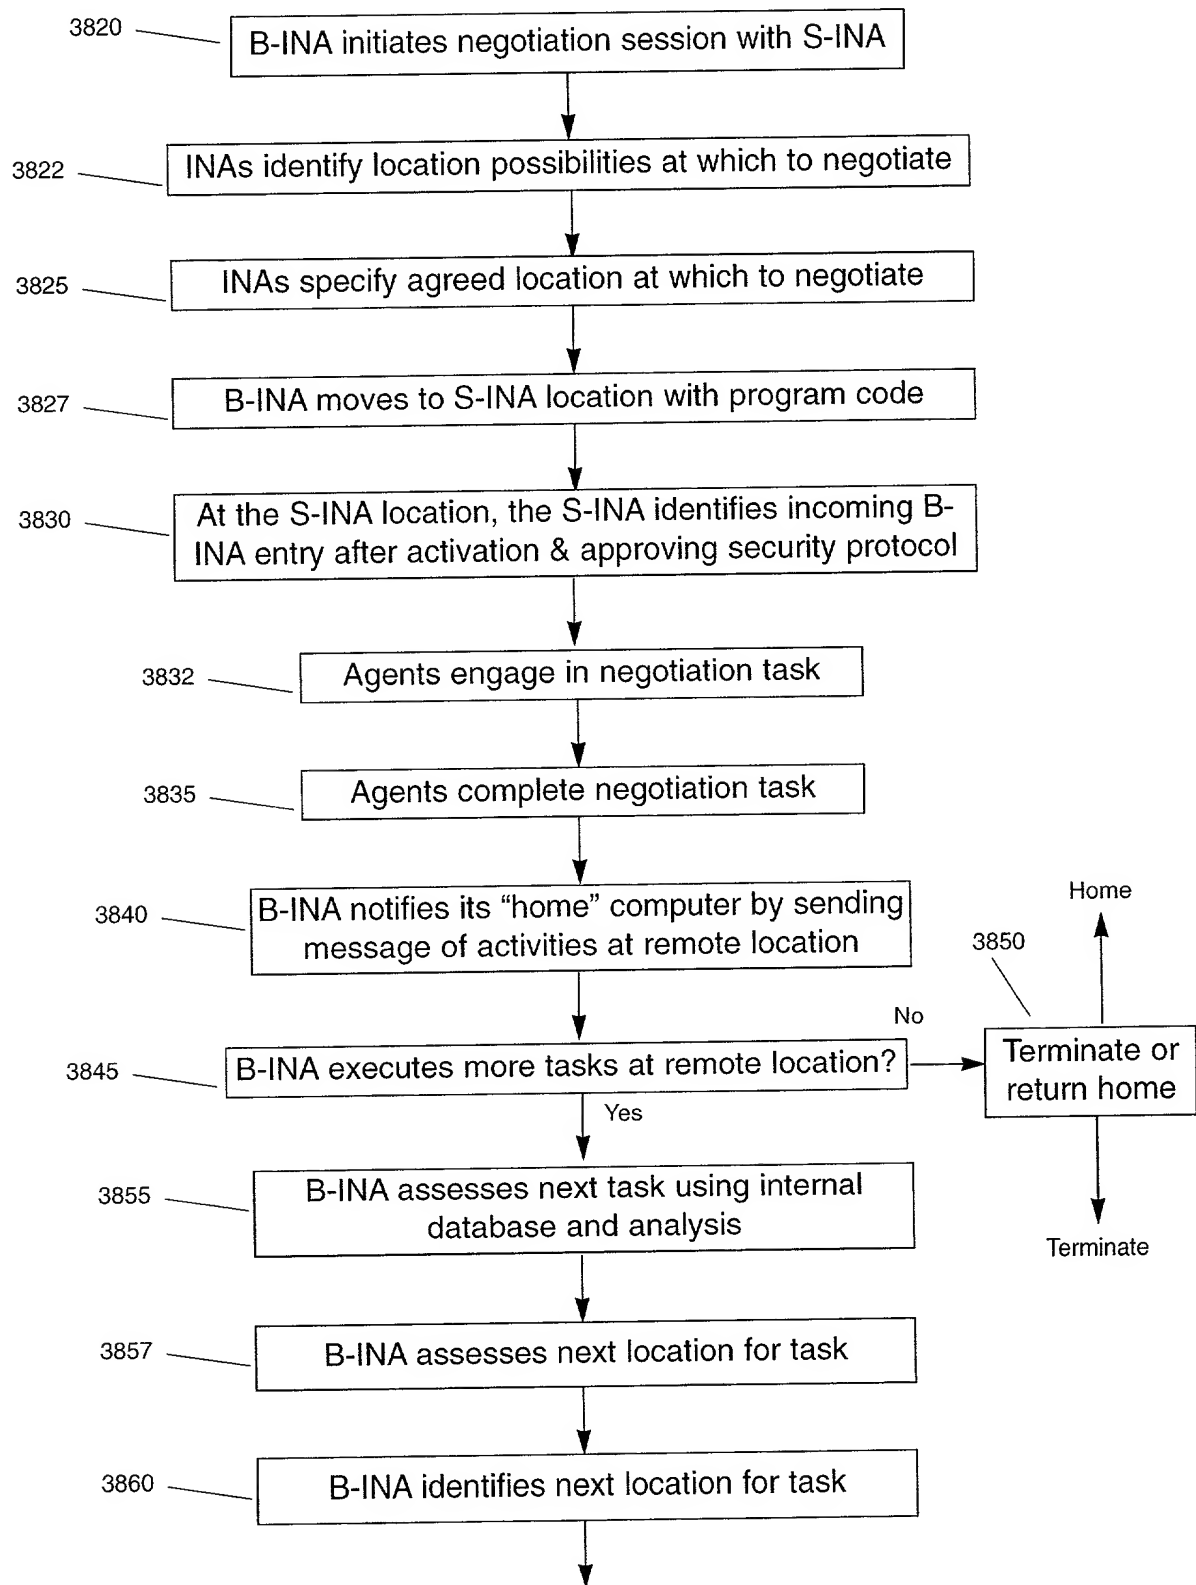 3820
B-INA initiates negotiation session with S-INA
3822
INAs identify location possibilities at which to negotiate
3825
INAs specify agreed location at which to negotiate
3827
B-INA moves to S-INA location with program code
3830
At the S-INA location, the S-INA identifies incoming B-
INA entry after activation & approving security protocol
3832
Agents engage in negotiation task
3835
Agents complete negotiation task
3840
B-INA notifies its “home” computer by sending
message of activities at remote location
Home
3850
No
3845
B-INA executes more tasks at remote location?
Terminate or
return home
Yes
Terminate
3855
B-INA assesses next task using internal
database and analysis
3857
B-INA assesses next location for task
3860
B-INA identifies next location for task